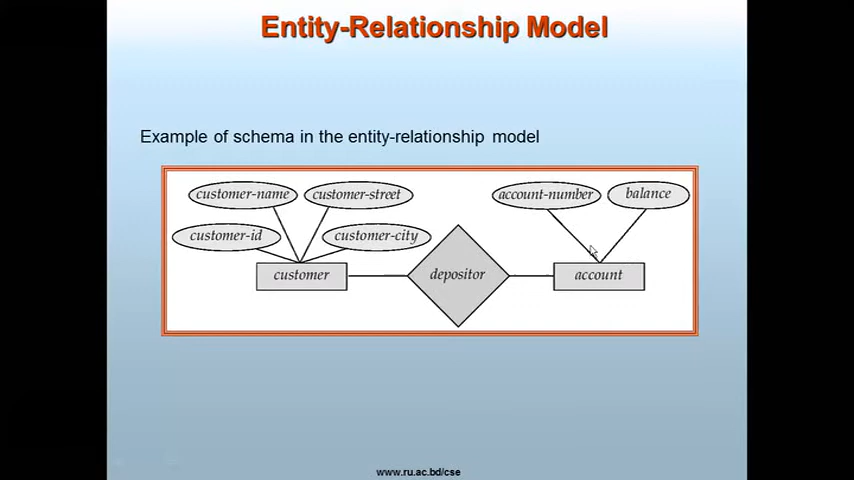 Entity-Relationship Model
Example of schema in the entity-relationship model
customer-name customer-street account-number balance
customer-id customer-city
customer depositor account
www.ru.ac.bd/cse